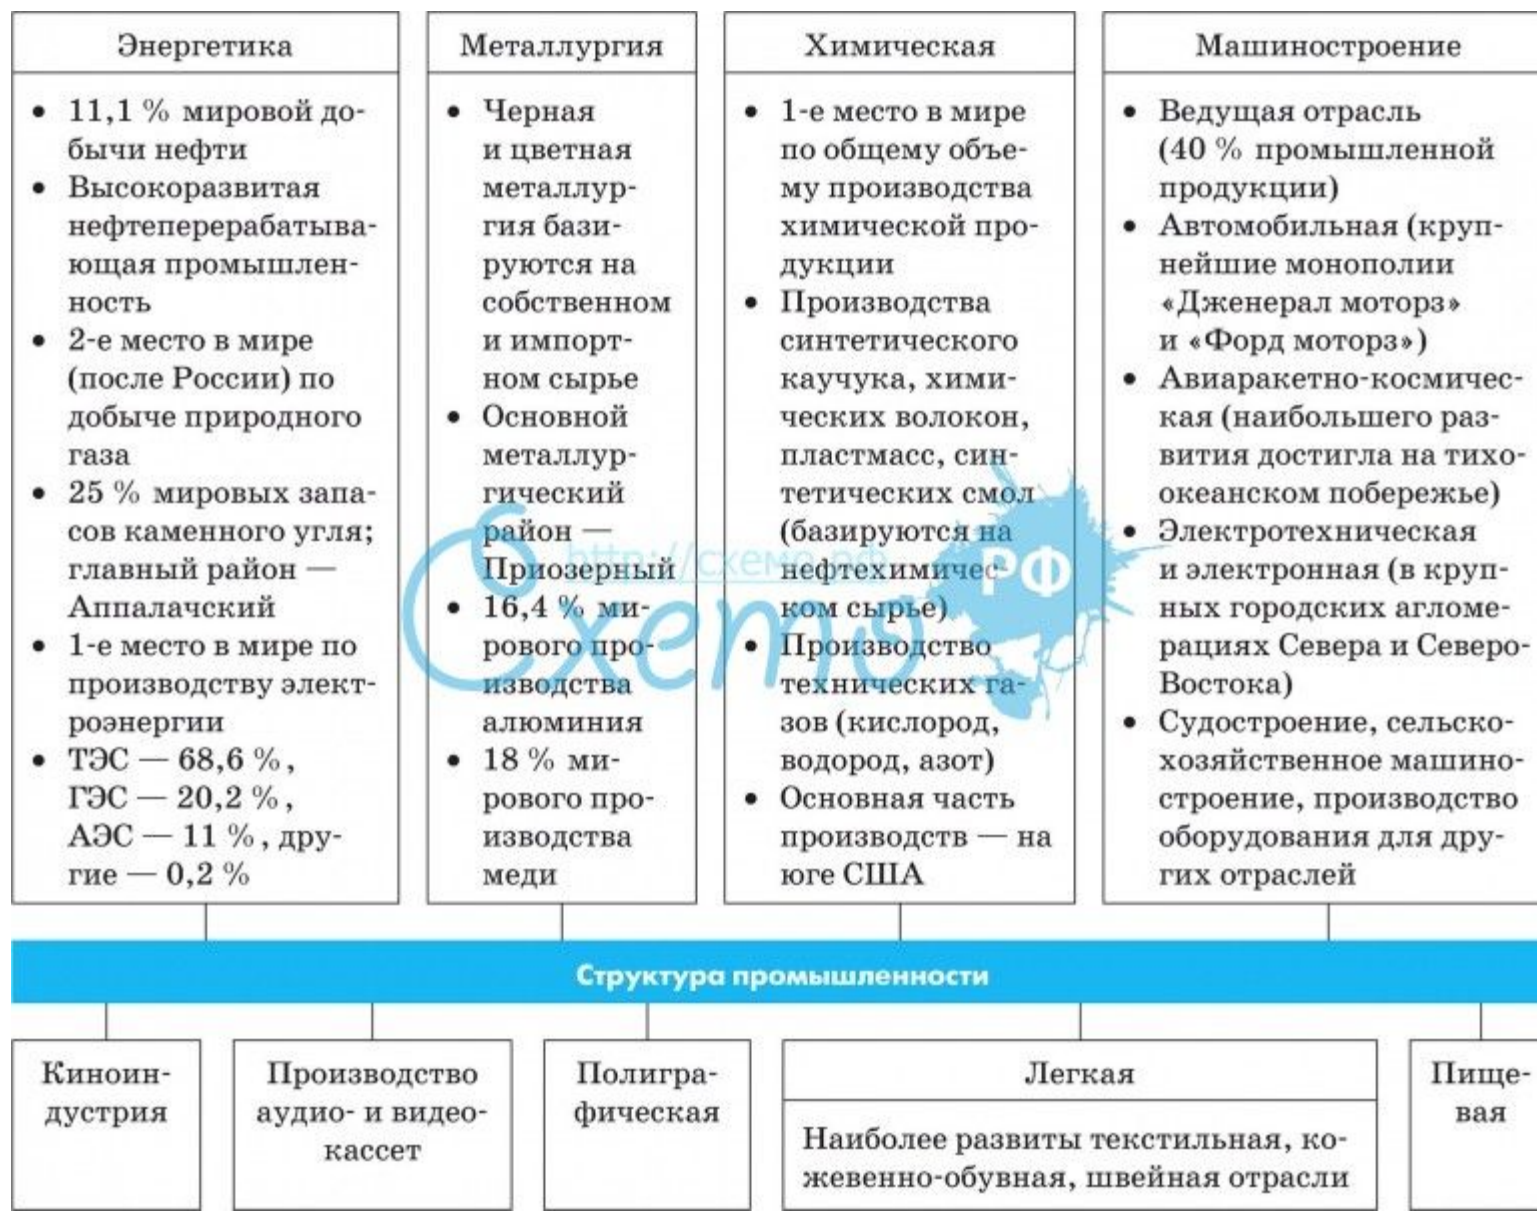 Энергетика
• 11,1 % мировой до-
бычи нефти
• Высокоразвитая
нефтеперерабатыва-
ющая промышлен-
ность
• 2-е место в мире
(после России) по
добыче природного
газа
• 25 % мировых запа-
сов каменного угля;
главный район —
Аппалачский
• 1-е место в мире по
производству элект-
роэнергии
• ТЭС — 68,6 %,
ГЭС — 20,2 %,
АЭС — 11 %, дру-
гие — 0,2 %
Металлургия
• Черная
и цветная
металлур-
гия бази-
руются на
собственном
и импорт-
ном сырье
• Основной
металлур-
гический
район —
Приозерный
• 16,4 % ми-
рового про-
изводства
алюминия
• 18 % ми-
рового про-
изводства
меди
Химическая
• 1-е место в мире
по общему объе-
му производства
химической про-
дукции
• Производства
синтетического
каучука, хими-
ческих волокон,
пластмасс, син-
тетических смол
(базируются на
нефтехимичес-
ком сырье)
• Производство
технических га-
зов (кислород,
водород, азот)
• Основная часть
производств — на
юге США
Машиностроение
• Ведущая отрасль
(40 % промышленной
продукции)
• Автомобильная (круп-
нейшие монополии
«Дженерал моторз»
и «Форд моторз»)
• Авиаракетно-космичес-
кая (наибольшего раз-
вития достигла на тихо-
океанском побережье)
• Электротехническая
и электронная (в круп-
ных городских агломе-
рациях Севера и Северо-
Востока)
• Судостроение, сельско-
хозяйственное машино-
строение, производство
оборудования для дру-
гих отраслей
http://схемо.рф
Схемо
РФ
Структура промышленности
Киноин-
дустрия
Производство
аудио- и видео-
кассет
Полигра-
фическая
Легкая
Наиболее развиты текстильная, ко-
жевенно-обувная, швейная отрасли
Пище-
вая